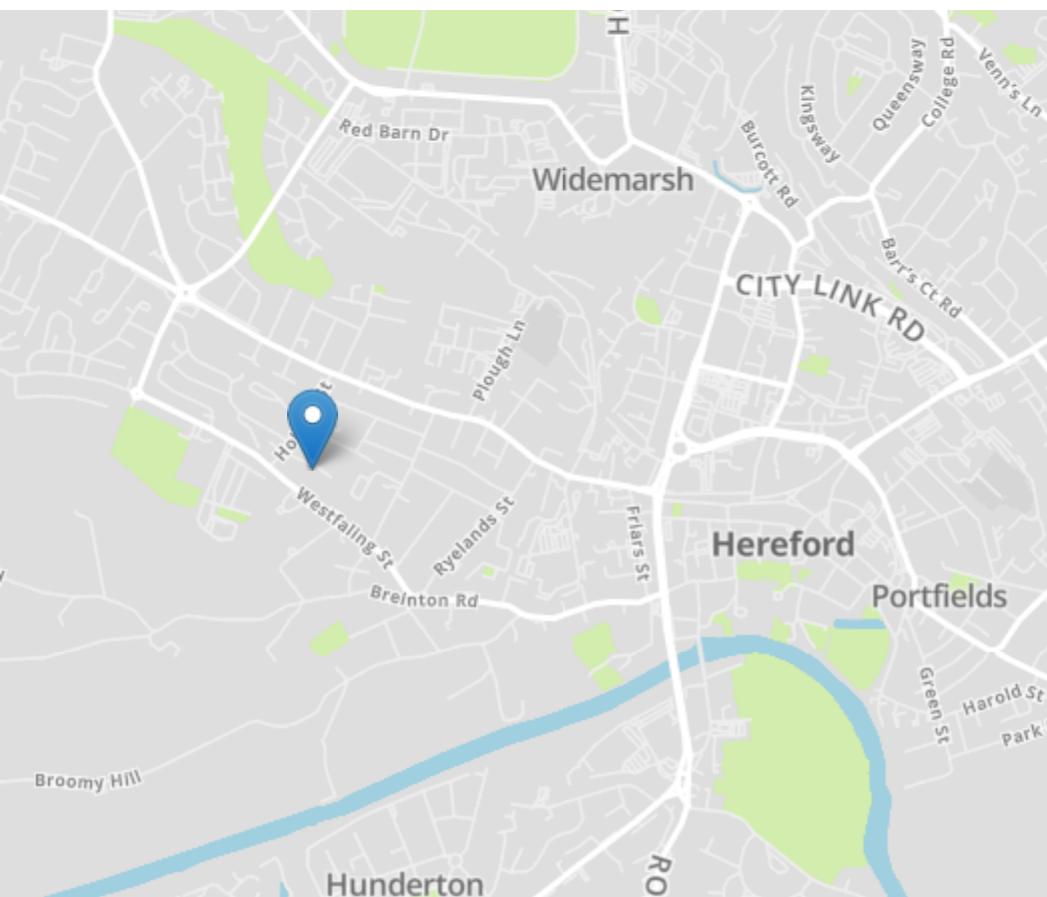 H
Red Barn Dr
Widemarsh
Burcott Rd
Kingsway
Queensway
College Rd
Venn's Ln
Barr's Ct Rd
CITY LINK RD
Plough Ln
Westfaling St
Ryelands St
Friars St
Hereford
Breinton Rd
Portfields
Green St
Harold St
Park
Broomy Hill
Hunderton
RO